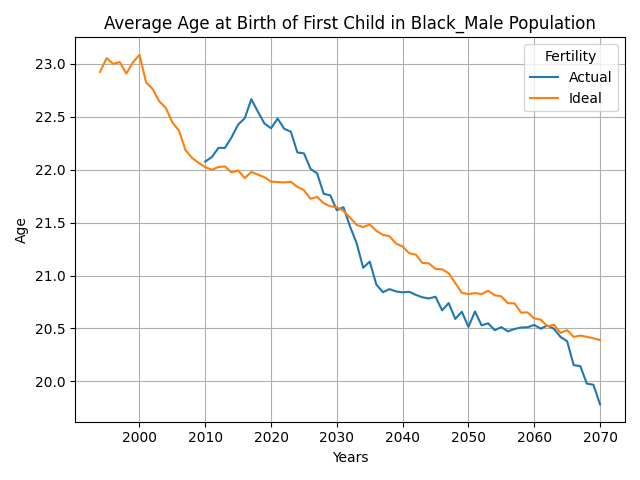 Average Age at Birth of First Child in Black_Male Population
Fertility
Actual
Ideal
Age
23.0
22.5
22.0
21.5
21.0
20.5
20.0
2000 2010 2020 2030 2040 2050 2060 2070
Years